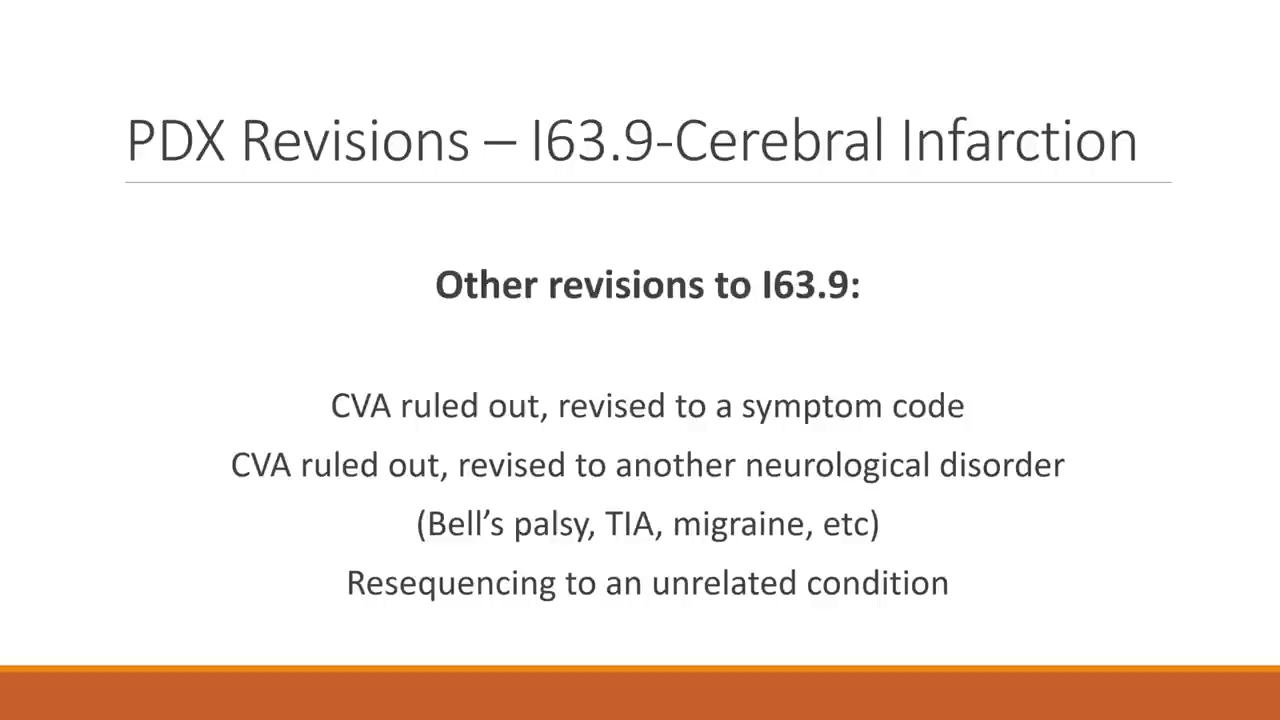 PDX Revisions – I63.9-Cerebral Infarction
Other revisions to I63.9:
CVA ruled out, revised to a symptom code
CVA ruled out, revised to another neurological disorder
(Bell’s palsy, TIA, migraine, etc)
Resequencing to an unrelated condition